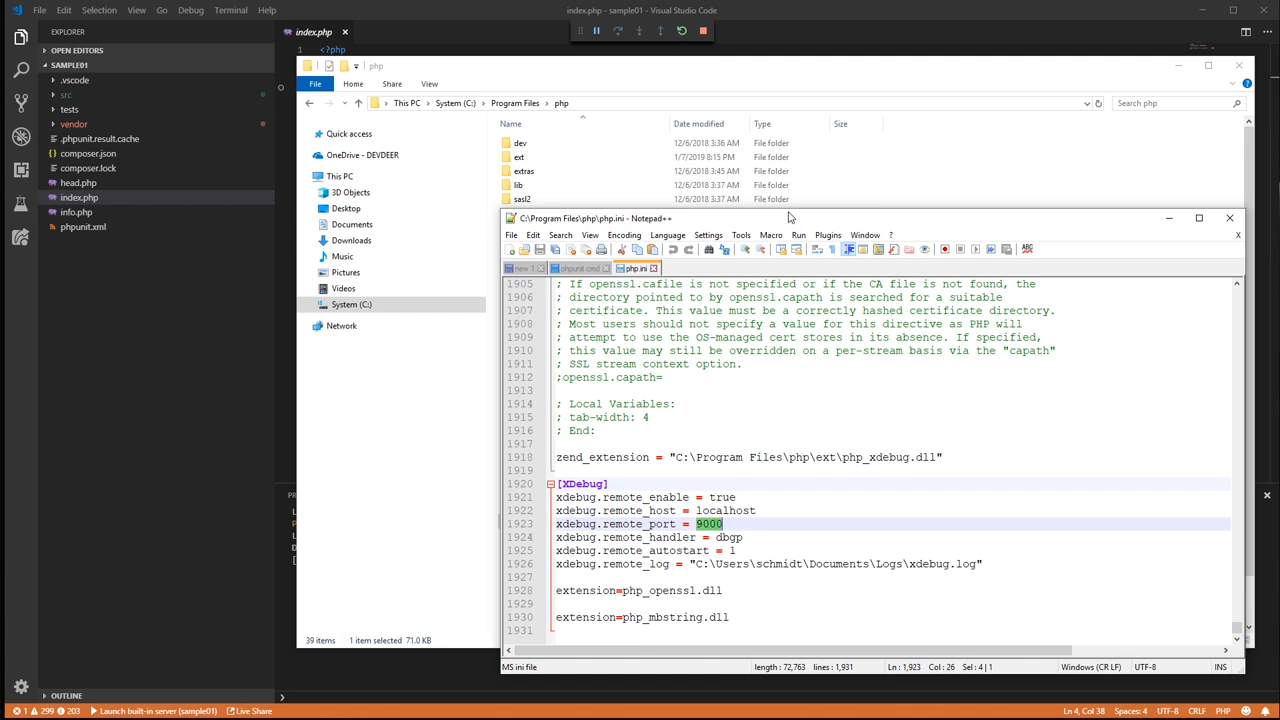 File Edit Selection View Go Debug Terminal Help
index.php - sample01 - Visual Studio Code
EXPLORER
OPEN EDITORS
SAMPLE01
.vscode
src
tests
vendor
.phpunit.result.cache
composer.json
composer.lock
head.php
index.php
info.php
phpunit.xml
OUTLINE
index.php
1 <?php
php
File Home Share View
This PC System (C:) Program Files php
Search php
Quick access
OneDrive - DEVDEER
This PC
3D Objects
Desktop
Documents
Downloads
Music
Pictures
Videos
System (C:)
Network
Name Date modified Type Size
dev 12/6/2018 3:36 AM File folder
ext 1/7/2019 8:15 PM File folder
extras 12/6/2018 3:45 AM File folder
lib 12/6/2018 3:37 AM File folder
sasl2 12/6/2018 3:37 AM File folder
39 items 1 item selected 71.0 KB
C:\Program Files\php\php.ini - Notepad++
File Edit Search View Encoding Language Settings Tools Macro Run Plugins Window ? X
new 1 phpunit.cmd php.ini
1905 ; If openssl.cafile is not specified or if the CA file is not found, the
1906 ; directory pointed to by openssl.capath is searched for a suitable
1907 ; certificate. This value must be a correctly hashed certificate directory.
1908 ; Most users should not specify a value for this directive as PHP will
1909 ; attempt to use the OS-managed cert stores in its absence. If specified,
1910 ; this value may still be overridden on a per-stream basis via the "capath"
1911 ; SSL stream context option.
1912 ;openssl.capath=
1913
1914 ; Local Variables:
1915 ; tab-width: 4
1916 ; End:
1917
1918 zend_extension = "C:\Program Files\php\ext\php_xdebug.dll"
1919
1920 [XDebug]
1921 xdebug.remote_enable = true
1922 xdebug.remote_host = localhost
1923 xdebug.remote_port = 9000
1924 xdebug.remote_handler = dbgp
1925 xdebug.remote_autostart = 1
1926 xdebug.remote_log = "C:\Users\schmidt\Documents\Logs\xdebug.log"
1927
1928 extension=php_openssl.dll
1929
1930 extension=php_mbstring.dll
1931
MS ini file length : 72,763 lines : 1,931 Ln : 1,923 Col : 26 Sel : 4 | 1 Windows (CR LF) UTF-8 INS
1 299 203 Launch built-in server (sample01) Live Share Ln 4, Col 38 Spaces: 4 UTF-8 CRLF PHP